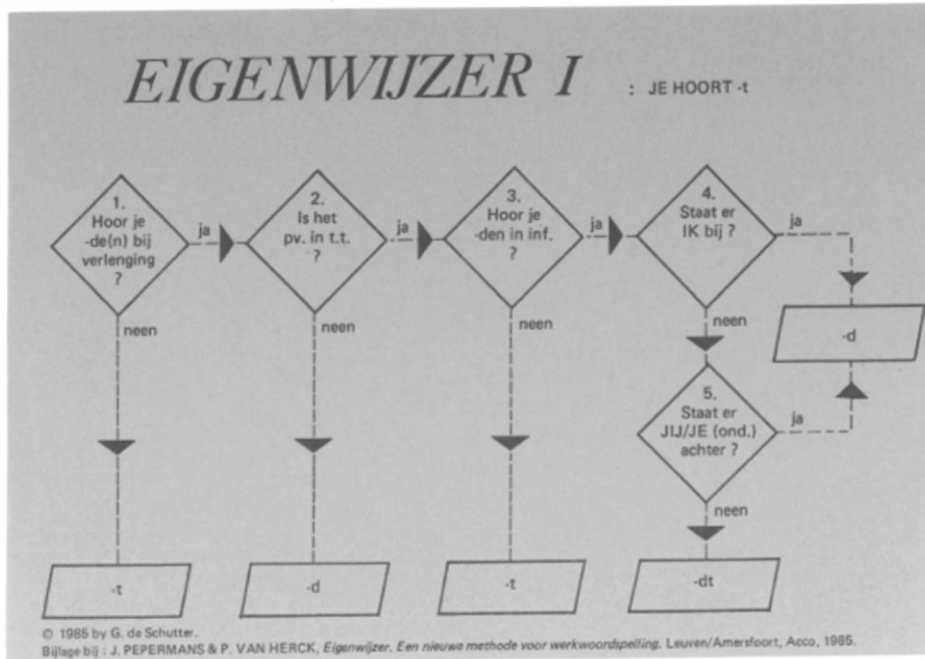 EIGENWIJZER I : JE HOORT -t
1.
Hoor je
-de(n) bij
verlenging
?
ja
neen
2.
Is het
pv. in t.t.
?
ja
neen
3.
Hoor je
-den in inf.
?
ja
neen
4.
Staat er
IK bij ?
ja
neen
-d
5.
Staat er
JIJ/JE (ond.)
achter ?
ja
neen
-t
-d
-t
-dt
© 1985 by G. de Schutter.
Bijlage bij : J. PEPERMANS & P. VAN HERCK, Eigenwijzer. Een nieuwe methode voor werkwoordspelling. Leuven/Amersfoort, Acco, 1985.